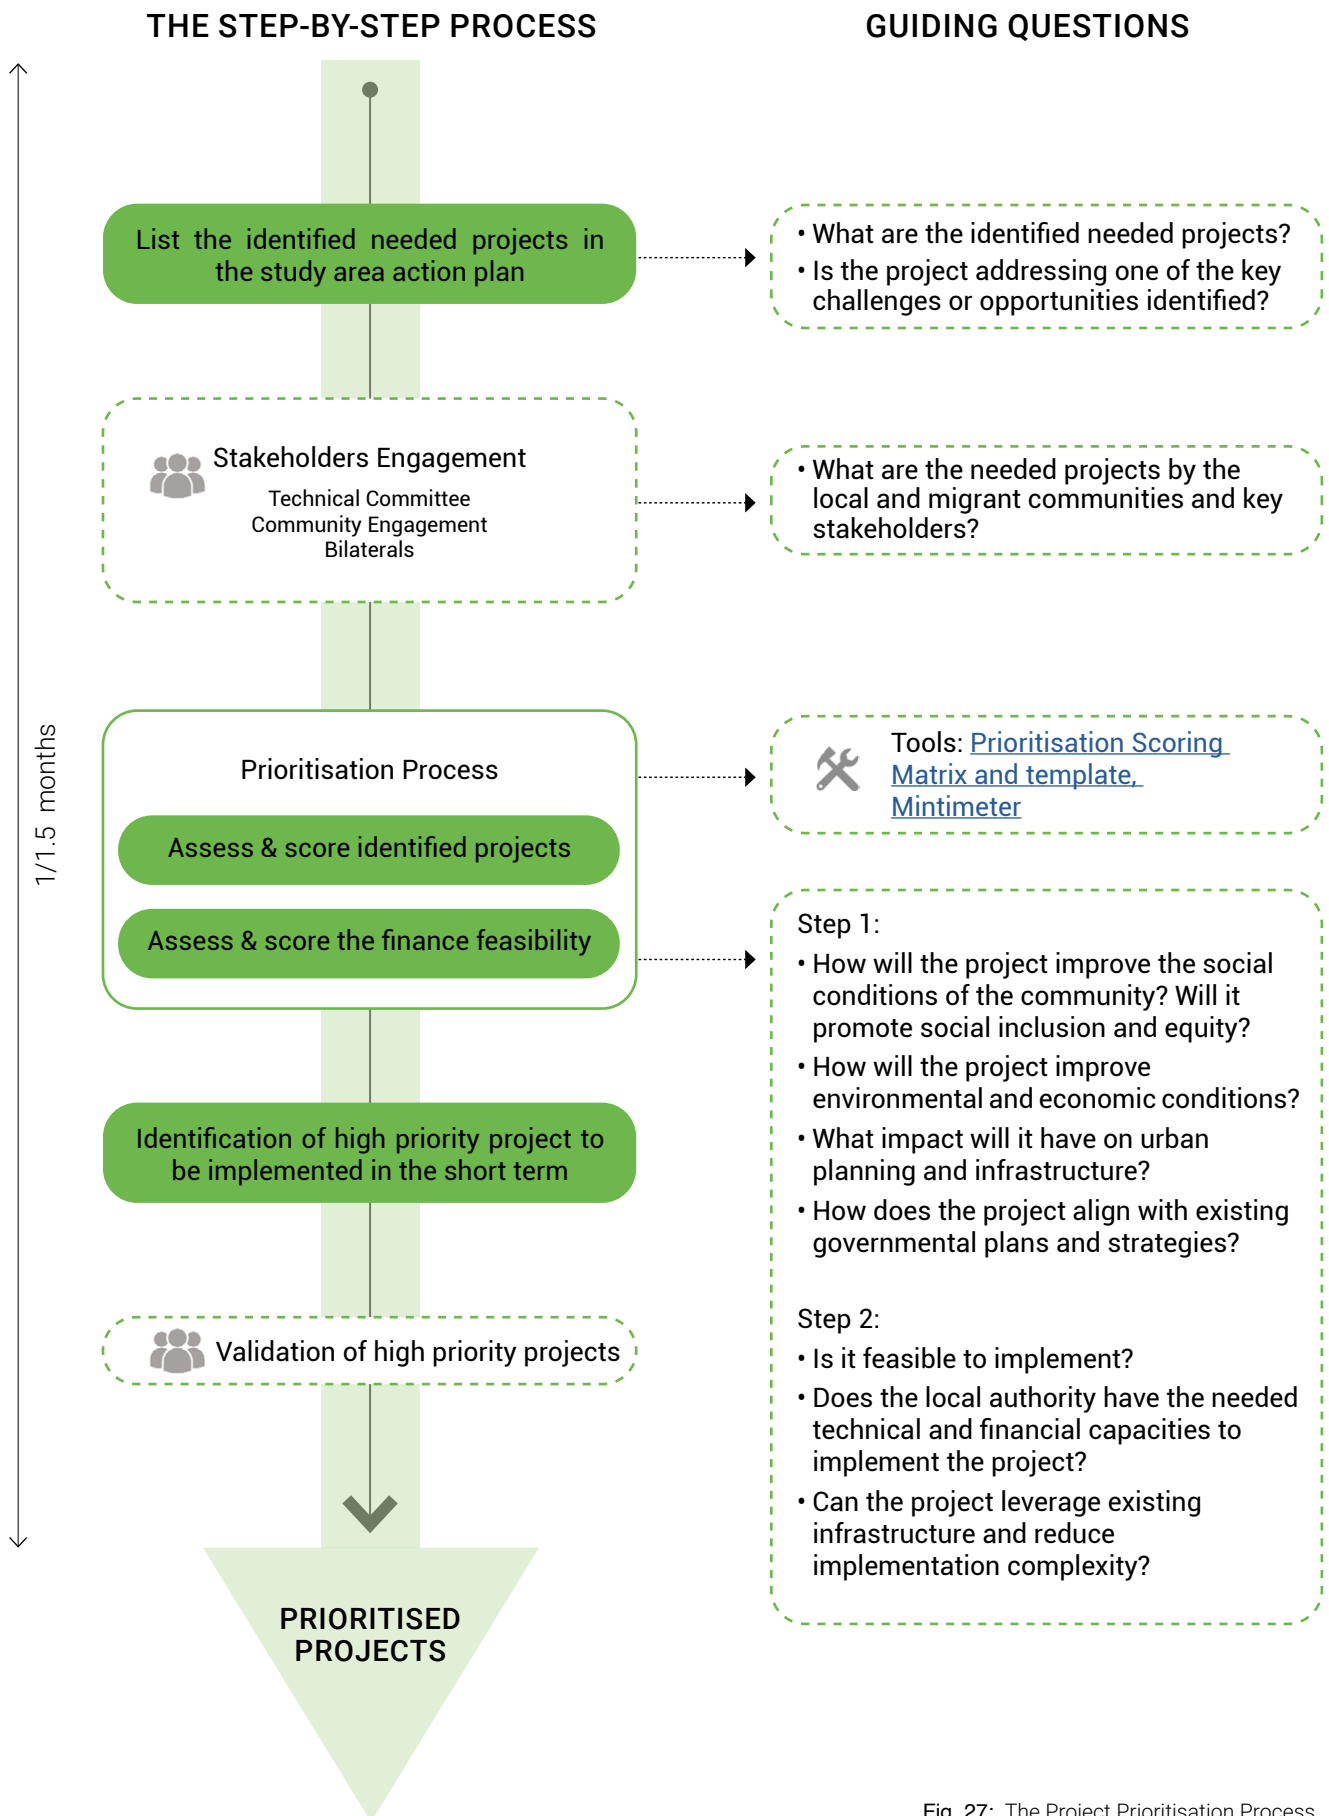 THE STEP-BY-STEP PROCESS
GUIDING QUESTIONS
1/1.5 months
List the identified needed projects in
the study area action plan
• What are the identified needed projects?
• Is the project addressing one of the key
challenges or opportunities identified?
Stakeholders Engagement
Technical Committee
Community Engagement
Bilaterals
• What are the needed projects by the
local and migrant communities and key
stakeholders?
Prioritisation Process
Assess & score identified projects
Assess & score the finance feasibility
Tools: Prioritisation Scoring
Matrix and template,
Mintimeter
Step 1:
• How will the project improve the social
conditions of the community? Will it
promote social inclusion and equity?
• How will the project improve
environmental and economic conditions?
• What impact will it have on urban
planning and infrastructure?
• How does the project align with existing
governmental plans and strategies?
Step 2:
• Is it feasible to implement?
• Does the local authority have the needed
technical and financial capacities to
implement the project?
• Can the project leverage existing
infrastructure and reduce
implementation complexity?
Identification of high priority project to
be implemented in the short term
Validation of high priority projects
PRIORITISED
PROJECTS
Fig. 27: The Project Prioritisation Process